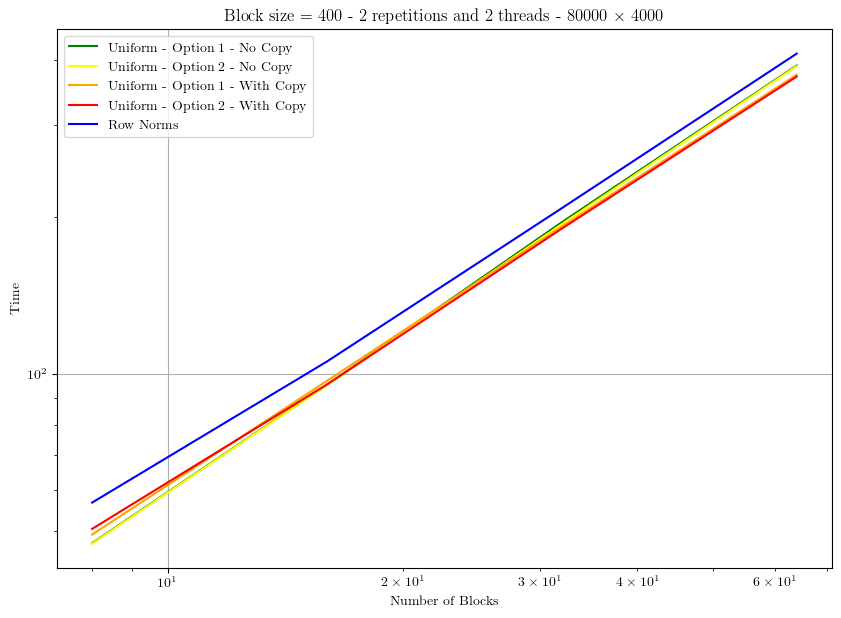 Block size = 400 - 2 repetitions and 2 threads - 80000 × 4000
Uniform - Option 1 - No Copy
Uniform - Option 2 - No Copy
Uniform - Option 1 - With Copy
Uniform - Option 2 - With Copy
Row Norms
Time
10²
10¹
2 × 10¹
3 × 10¹
4 × 10¹
6 × 10¹
Number of Blocks